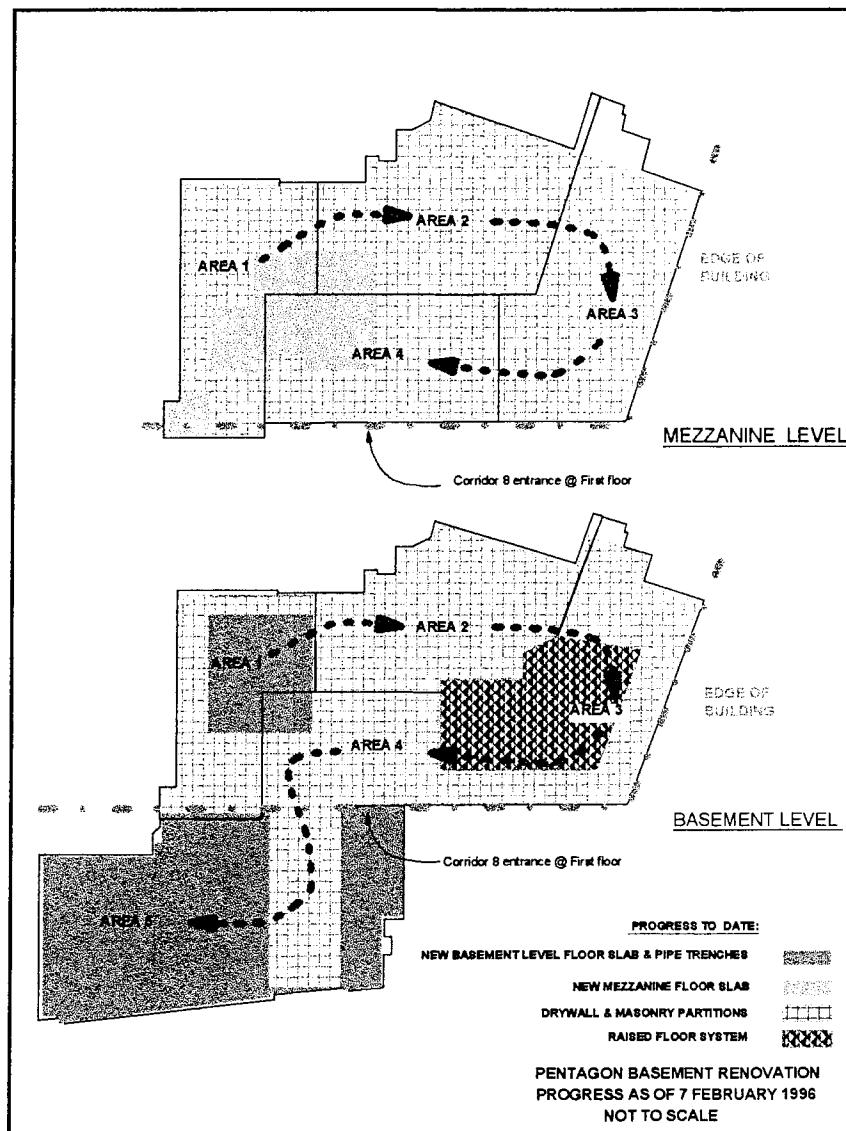 AREA 2
AREA 1
EDGE OF
BUILDING
AREA 3
AREA 4
MEZZANINE LEVEL
Corridor 8 entrance @ First floor
AREA 2
AREA 1
EDGE OF
BUILDING
AREA 3
AREA 4
BASEMENT LEVEL
Corridor 8 entrance @ First floor
AREA 5
PROGRESS TO DATE:
NEW BASEMENT LEVEL FLOOR SLAB & PIPE TRENCHES
NEW MEZZANINE FLOOR SLAB
DRYWALL & MASONRY PARTITIONS
RAISED FLOOR SYSTEM
PENTAGON BASEMENT RENOVATION
PROGRESS AS OF 7 FEBRUARY 1996
NOT TO SCALE